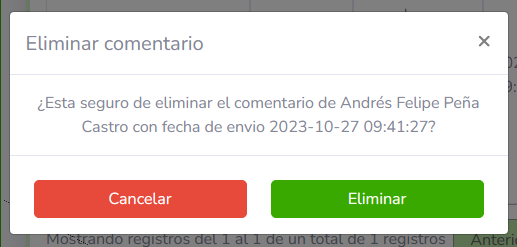 Eliminar comentario ×
¿Esta seguro de eliminar el comentario de Andrés Felipe Peña
Castro con fecha de envio 2023-10-27 09:41:27?
Cancelar Eliminar
Mostrando registros del 1 al 1 de un total de 1 registros Anterio